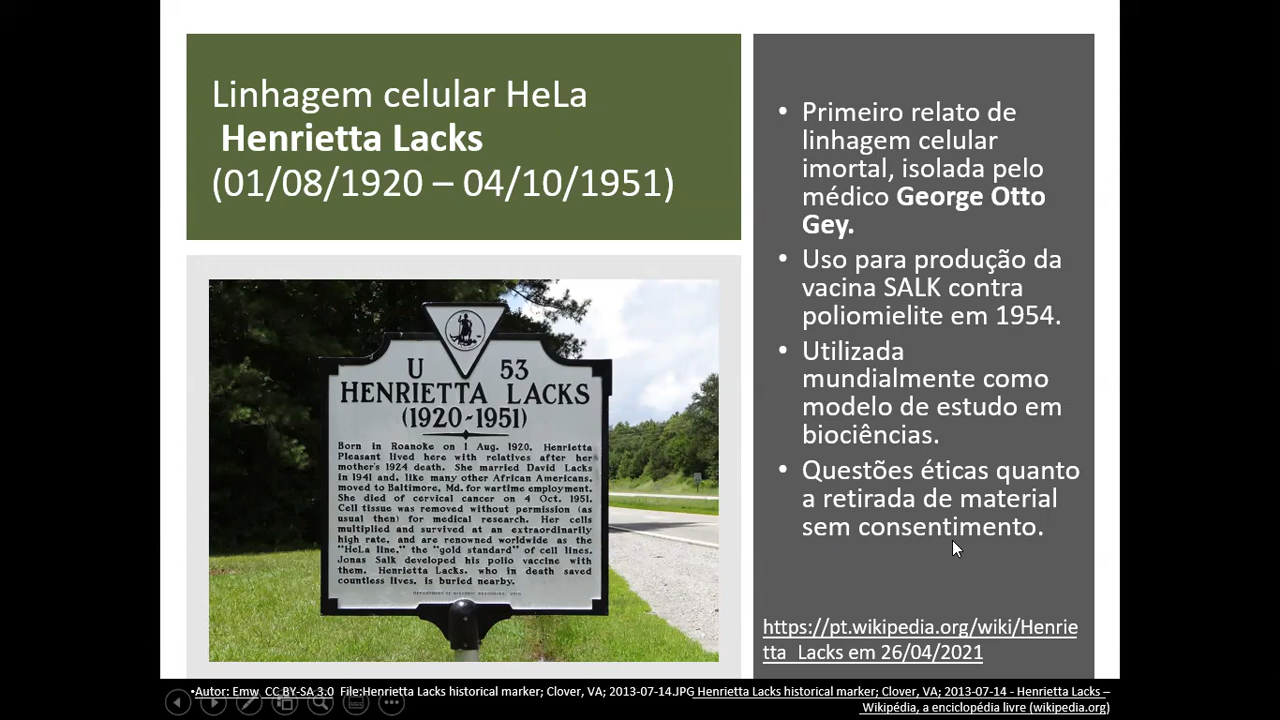 Linhagem celular HeLa
Henrietta Lacks
(01/08/1920 – 04/10/1951)
U 53
HENRIETTA LACKS
(1920-1951)
Born in Roanoke on 1 Aug. 1920, Henrietta
Pleasant lived here with relatives after her
mother's 1924 death. She married David Lacks
in 1941 and, like many other African Americans,
moved to Baltimore, Md. for wartime employment.
She died of cervical cancer on 4 Oct. 1951.
Cell tissue was removed without permission (as
usual then) for medical research. Her cells
multiplied and survived at an extraordinarily
high rate, and are renowned worldwide as the
"HeLa line," the "gold standard" of cell lines.
Jonas Salk developed his polio vaccine with
them. Henrietta Lacks, who in death saved
countless lives, is buried nearby.
DEPARTMENT OF HISTORIC RESOURCES, 2010
• Primeiro relato de
linhagem celular
imortal, isolada pelo
médico George Otto
Gey.
• Uso para produção da
vacina SALK contra
poliomielite em 1954.
• Utilizada
mundialmente como
modelo de estudo em
biociências.
• Questões éticas quanto
a retirada de material
sem consentimento.
https://pt.wikipedia.org/wiki/Henrie
tta_Lacks em 26/04/2021
•Autor: Emw CC BY-SA 3.0 File:Henrietta Lacks historical marker; Clover, VA; 2013-07-14.JPG Henrietta Lacks historical marker; Clover, VA; 2013-07-14 - Henrietta Lacks –
Wikipédia, a enciclopédia livre (wikipedia.org)